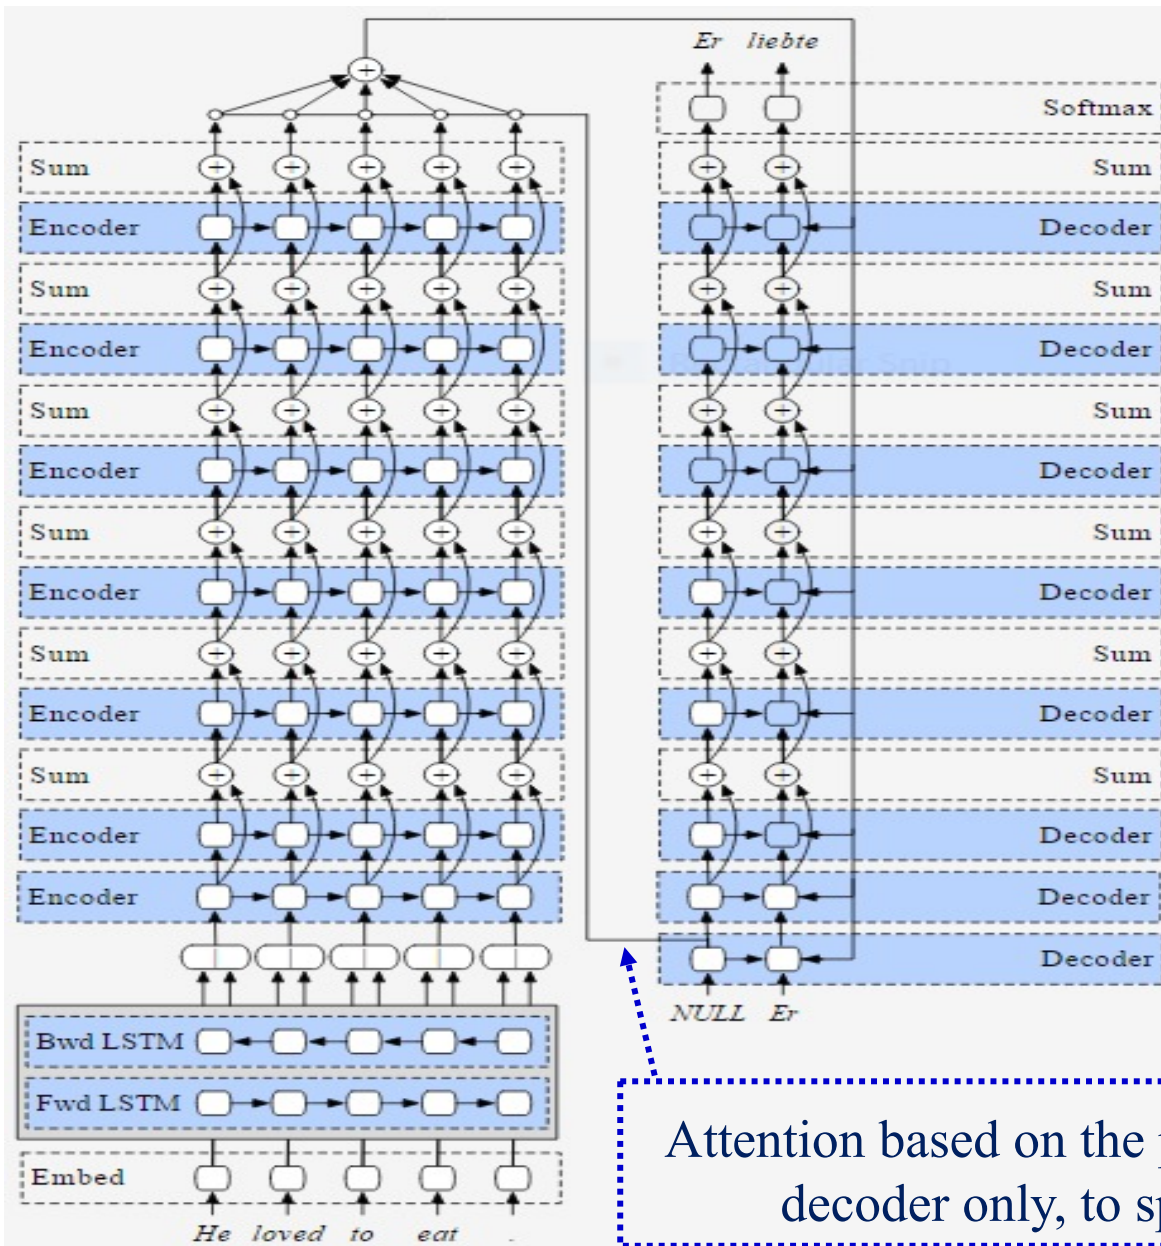 Sum
Encoder
Sum
Encoder
Sum
Encoder
Sum
Encoder
Sum
Encoder
Sum
Encoder
Encoder
Bwd LSTM
Fwd LSTM
Embed
He loved to eat .
Er liebte
Softmax
Sum
Decoder
Sum
Decoder
Sum
Decoder
Sum
Decoder
Sum
Decoder
Sum
Decoder
Decoder
Decoder
NULL Er
Attention based on the
decoder only, to sp